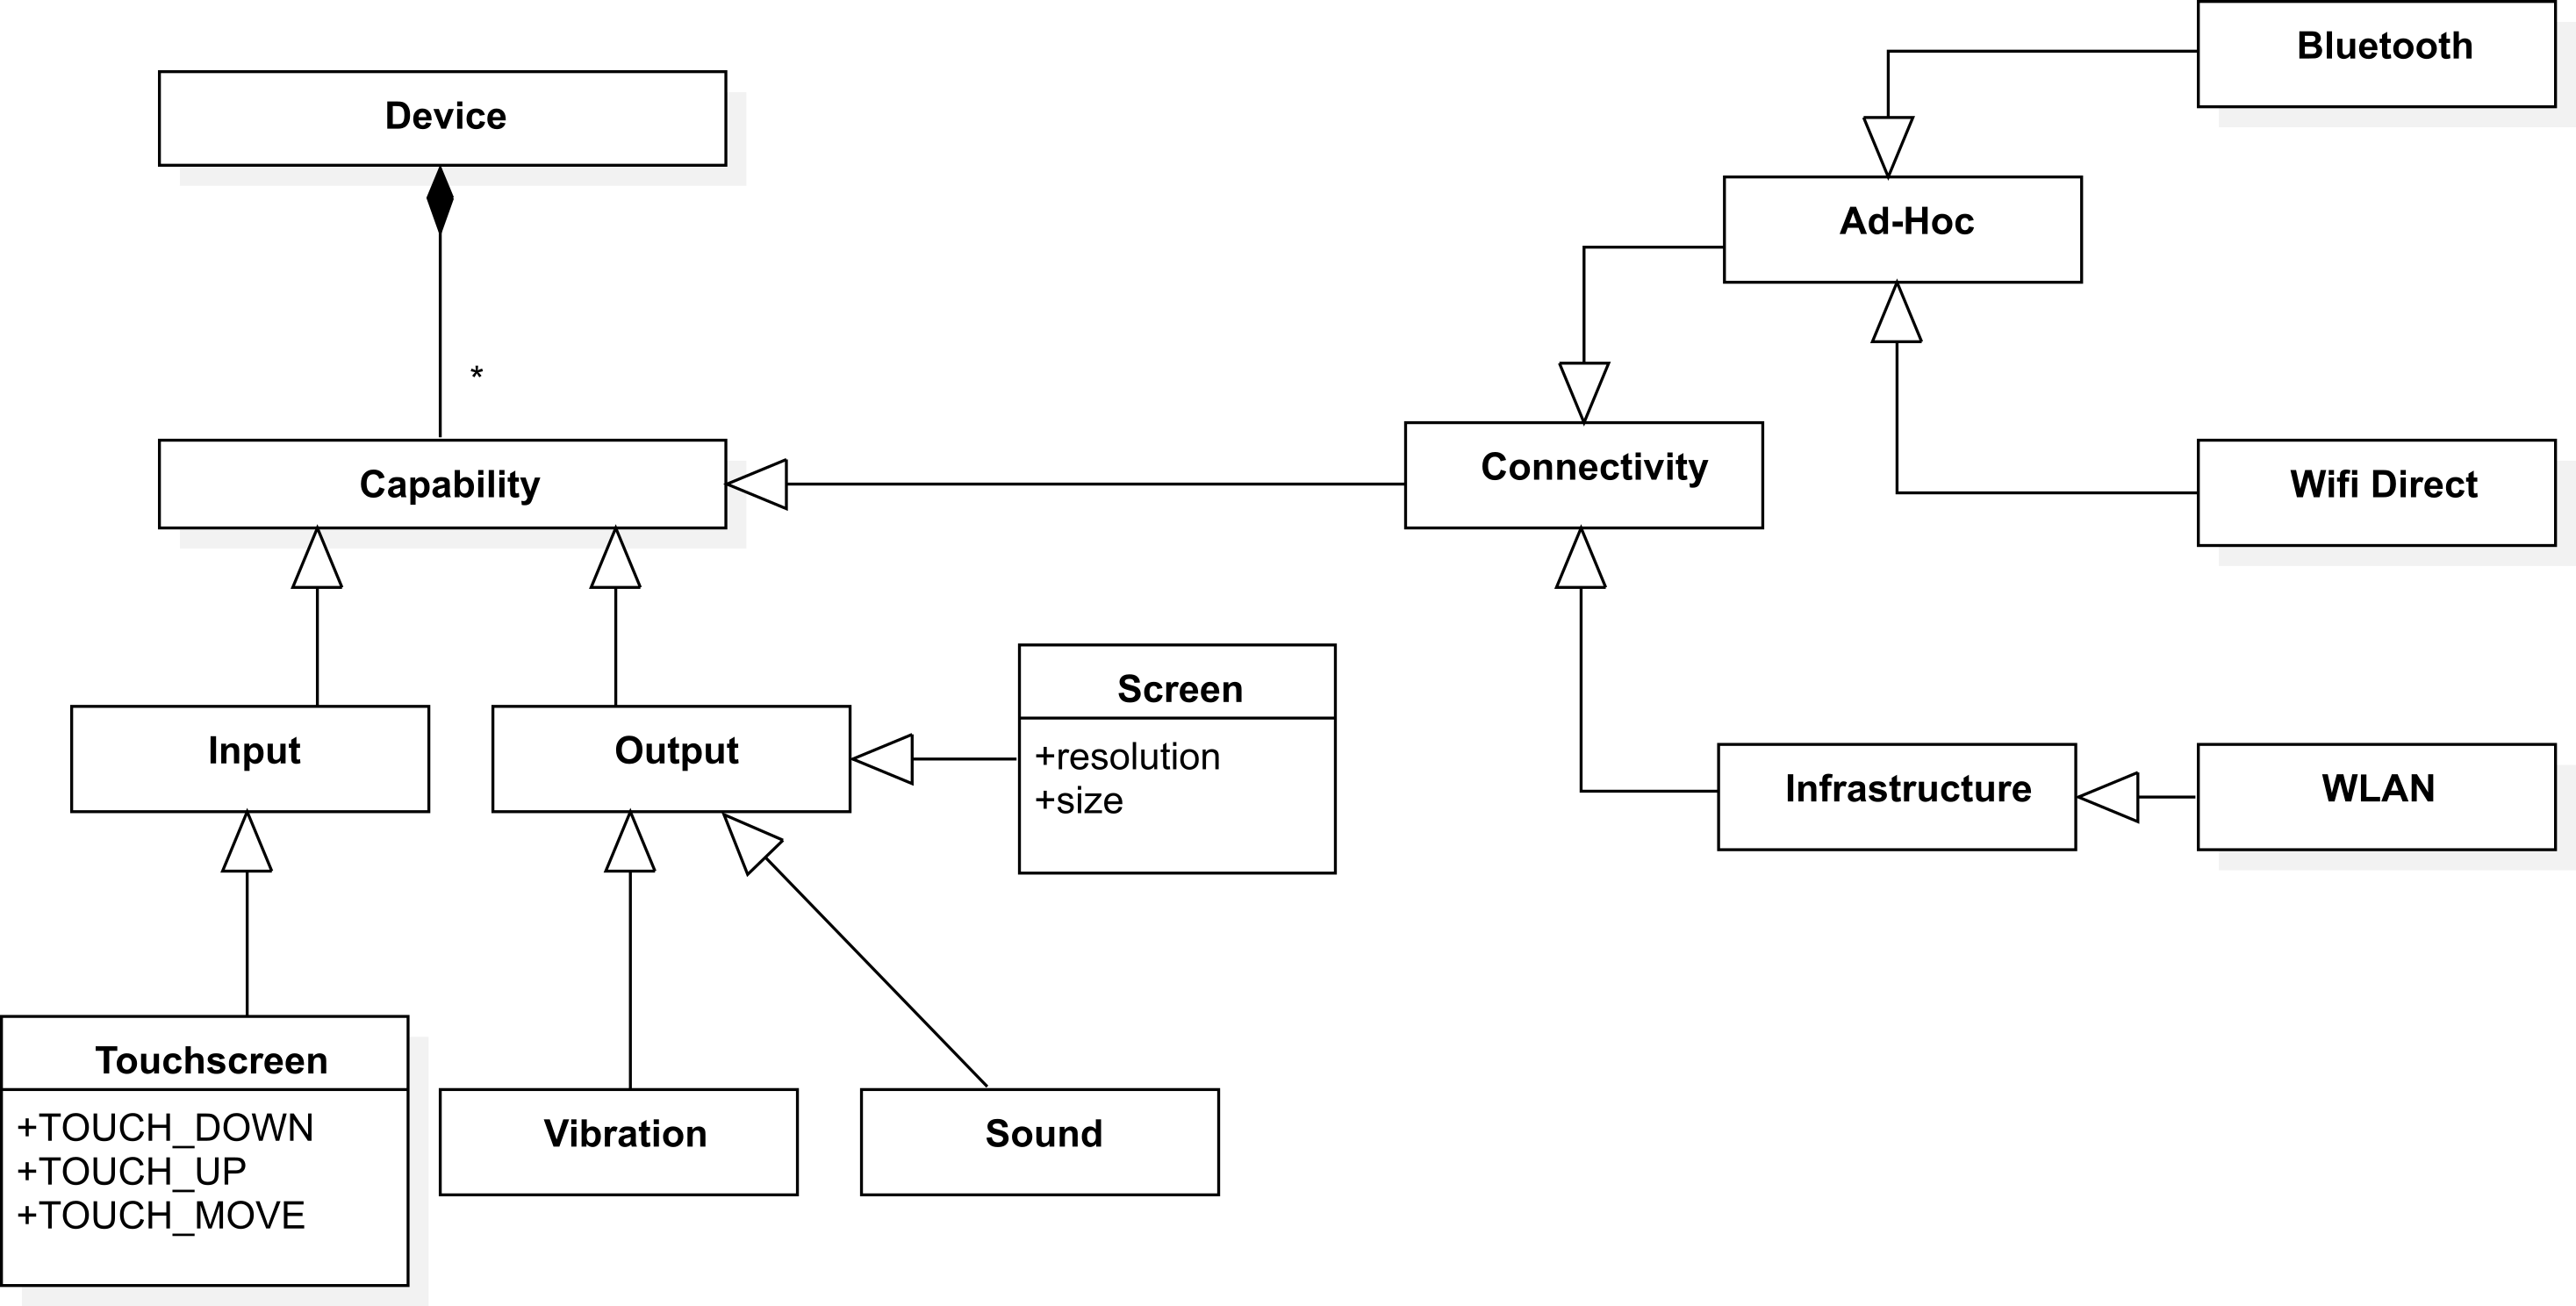 Bluetooth
Device
Ad-Hoc
*
Capability
Connectivity
Wifi Direct
Screen
+resolution
+size
Input
Output
Infrastructure
WLAN
Touchscreen
+TOUCH_DOWN
+TOUCH_UP
+TOUCH_MOVE
Vibration
Sound